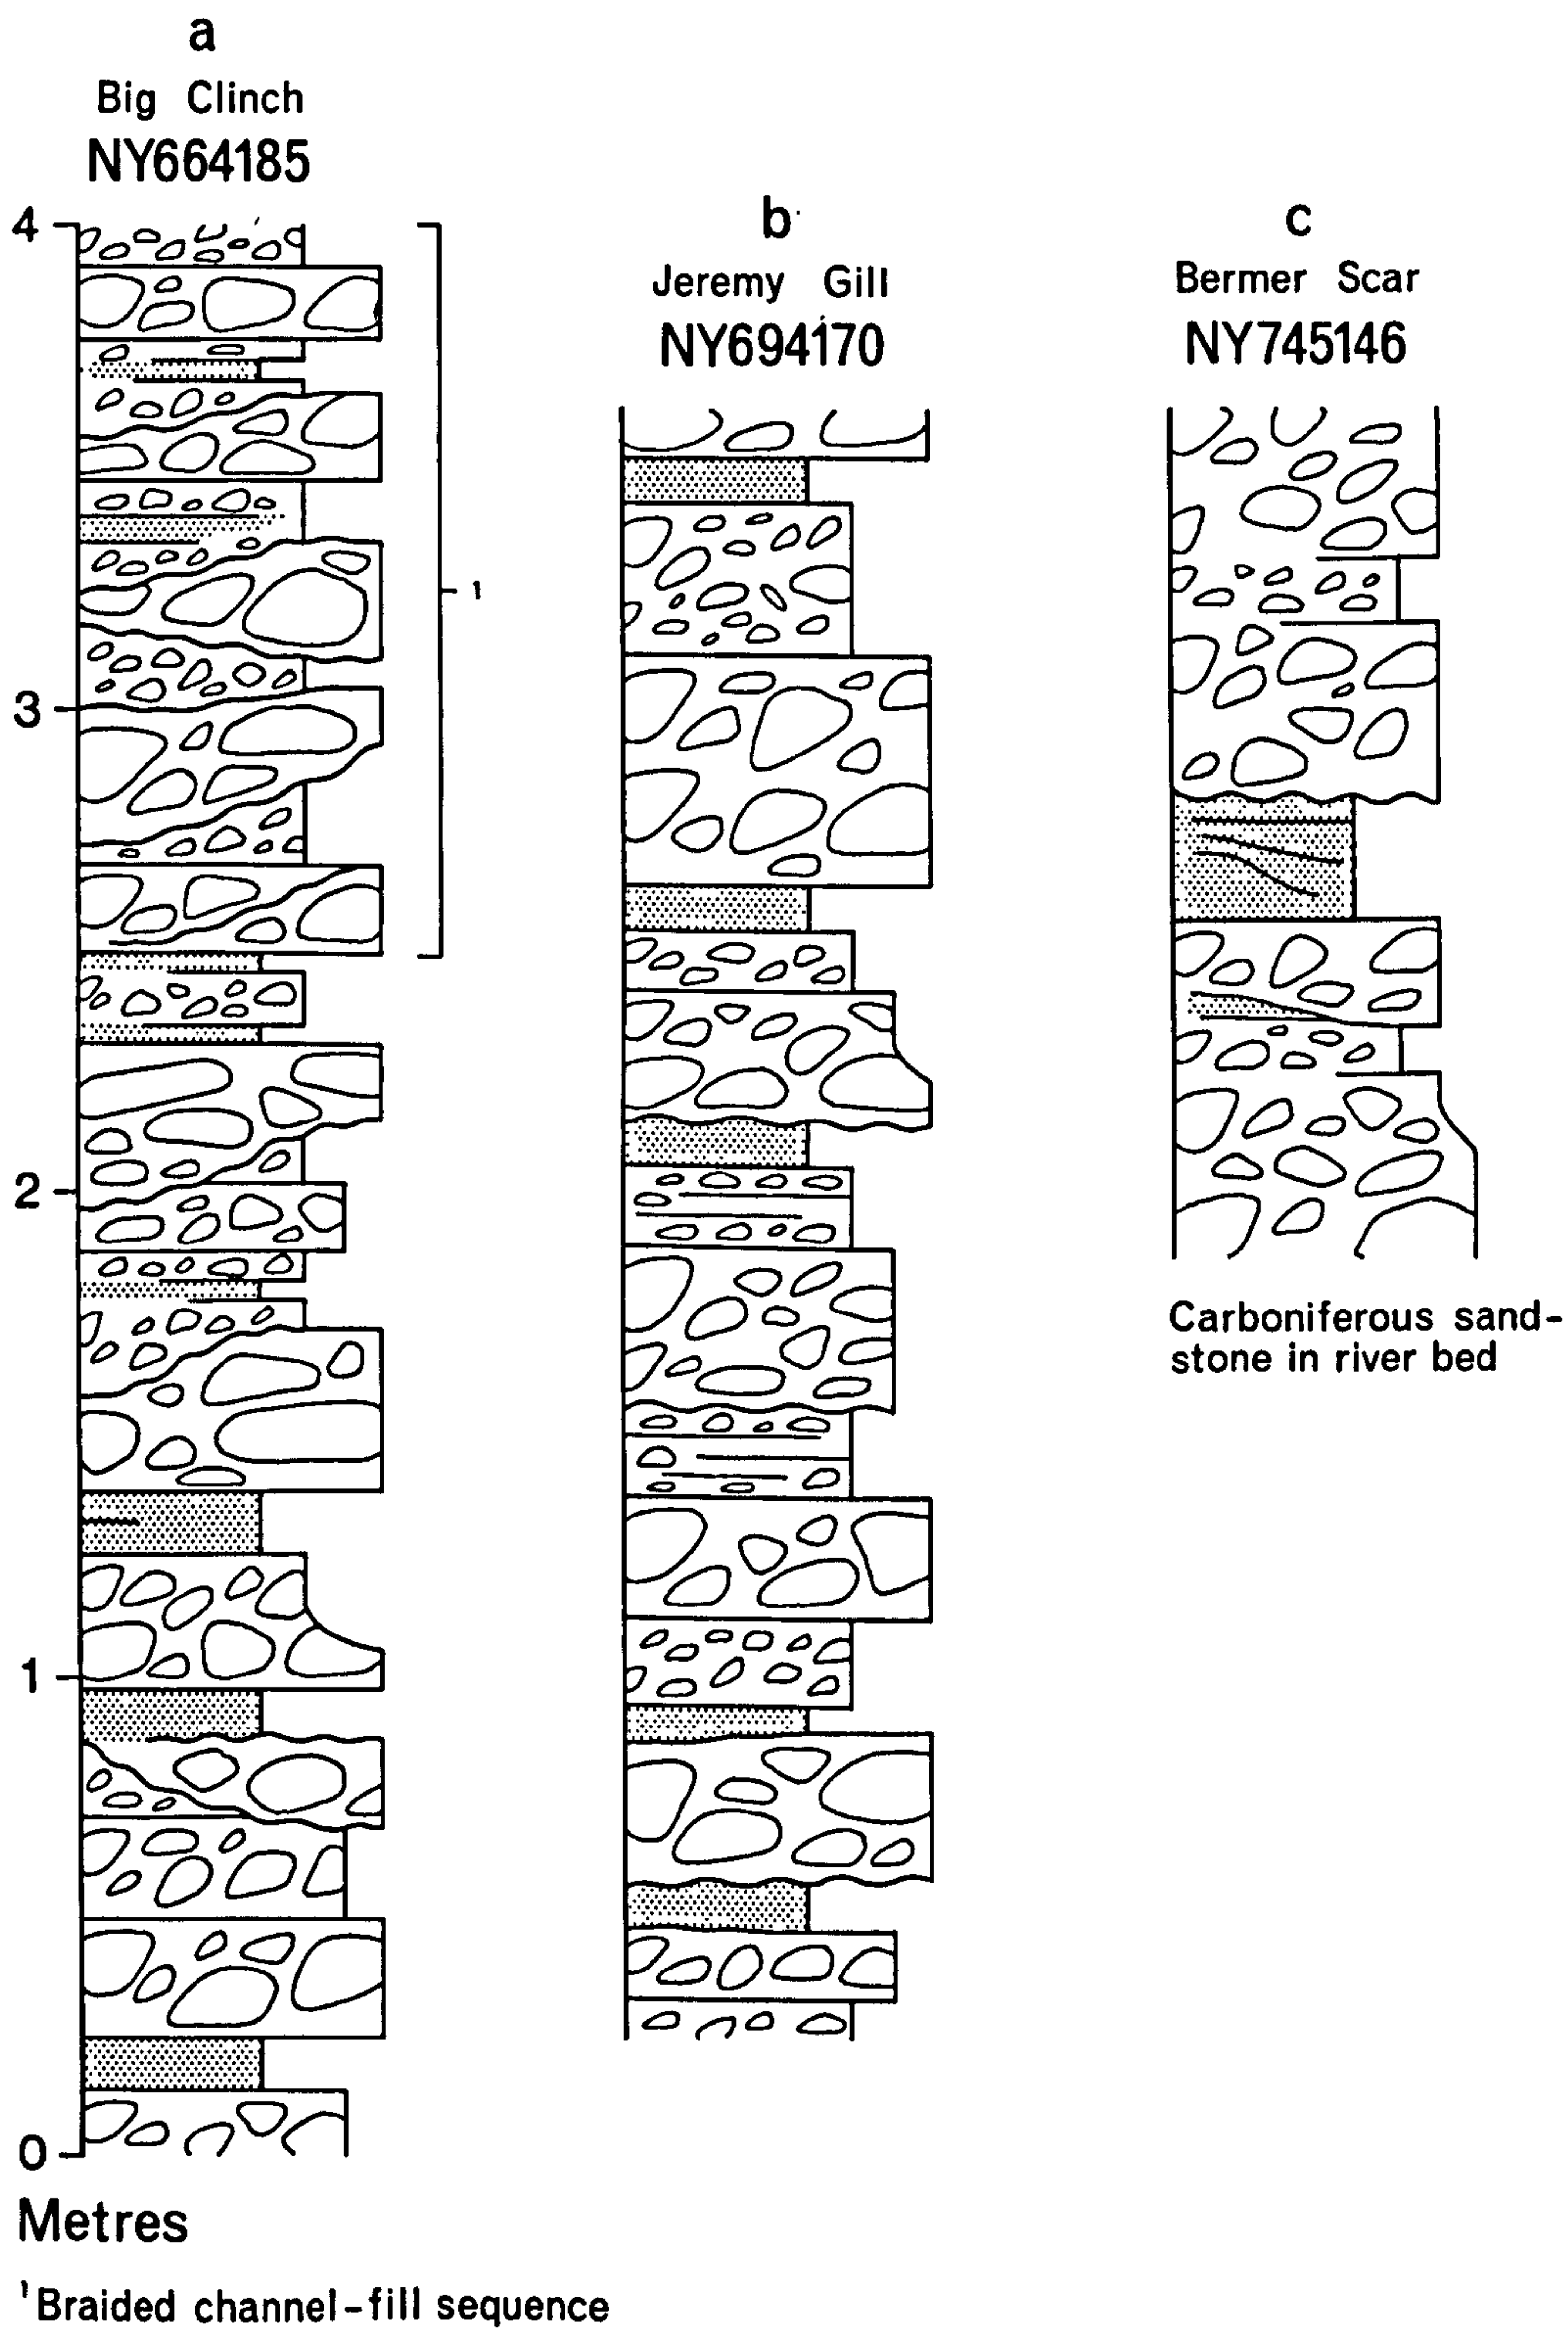 a
Big Clinch
NY664185
b
Jeremy Gill
NY694170
c
Bermer Scar
NY745146
4
3
2
1
0
1
Metres
Carboniferous sand-
stone in river bed
¹Braided channel-fill sequence